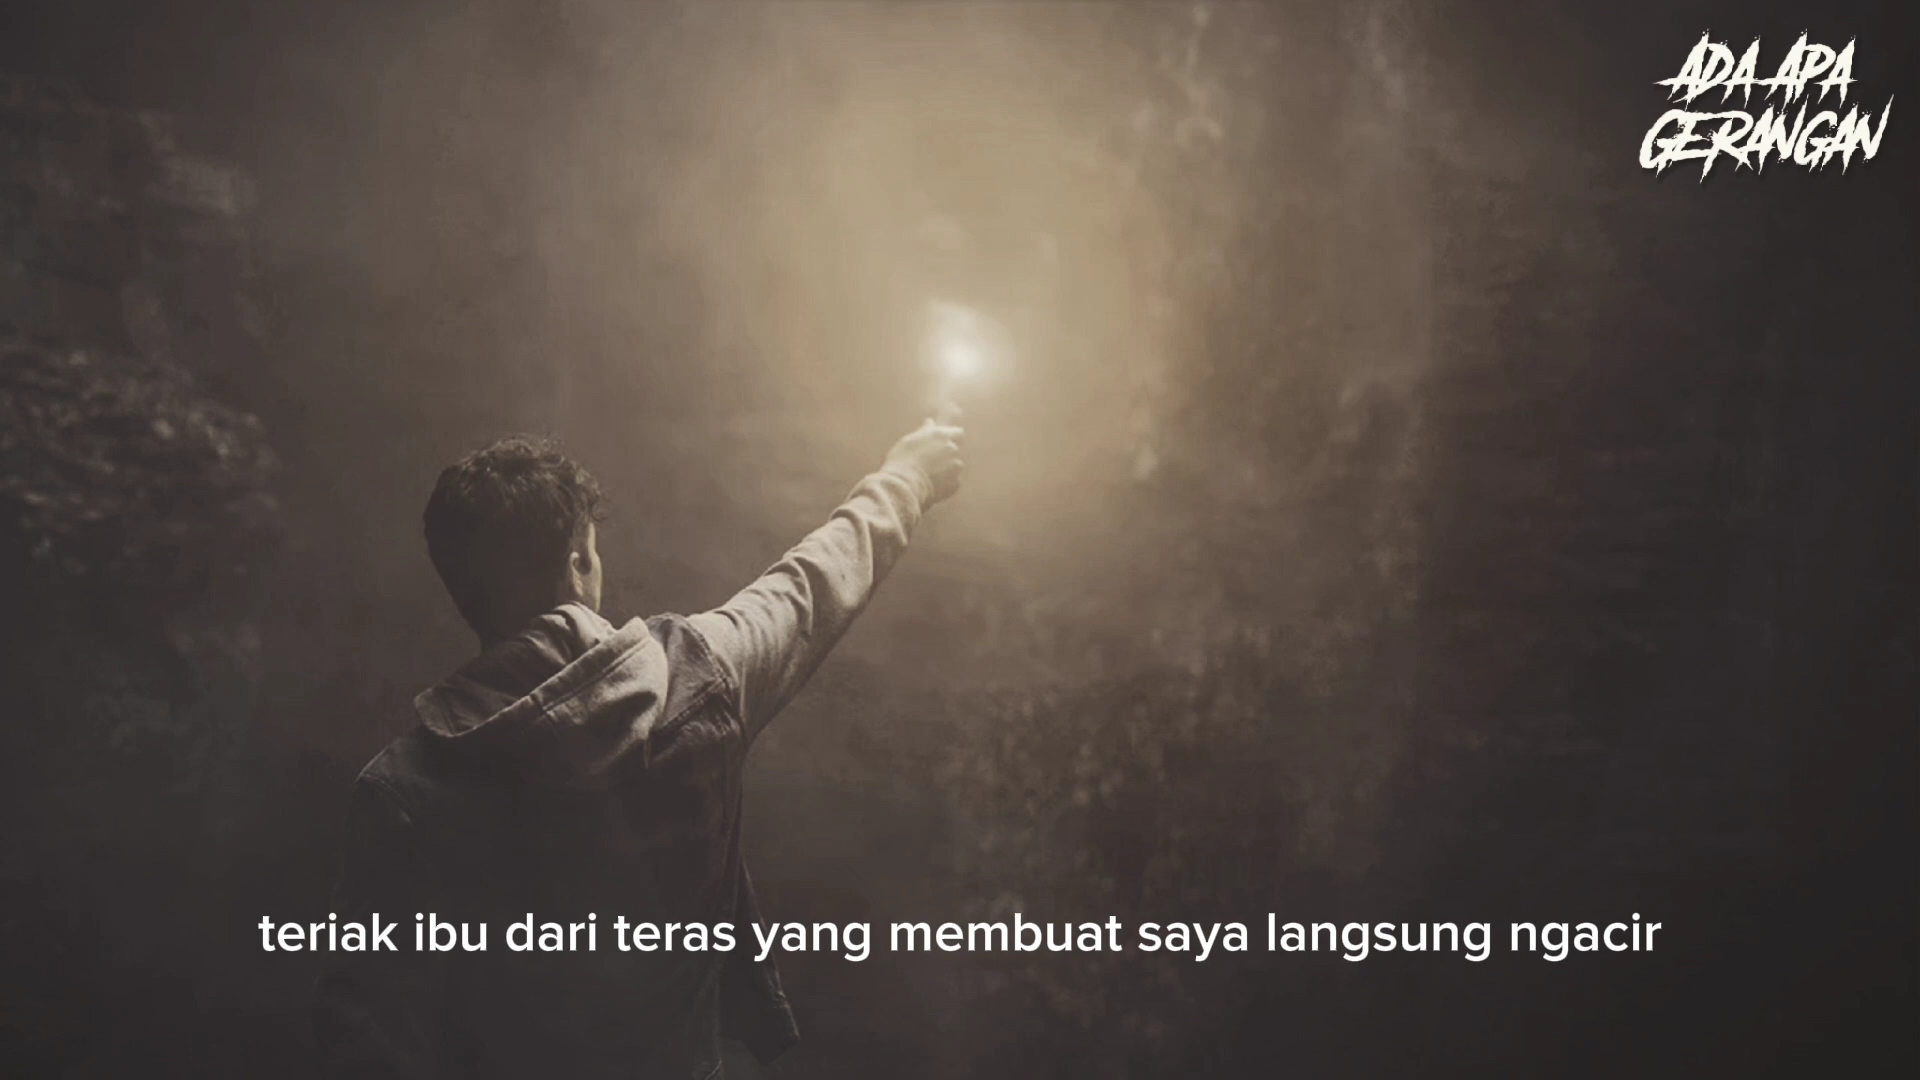 ADA APA
GERANGAN
teriak ibu dari teras yang membuat saya langsung ngacir